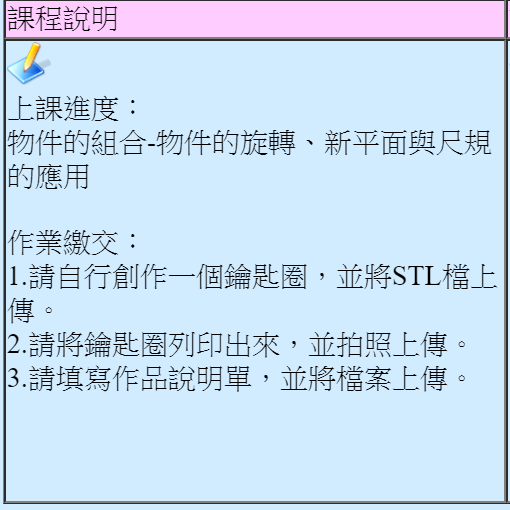 課程說明
上課進度：
物件的組合-物件的旋轉、新平面與尺規
的應用
作業繳交：
1.請自行創作一個鑰匙圈，並將STL檔上
傳。
2.請將鑰匙圈列印出來，並拍照上傳。
3.請填寫作品說明單，並將檔案上傳。